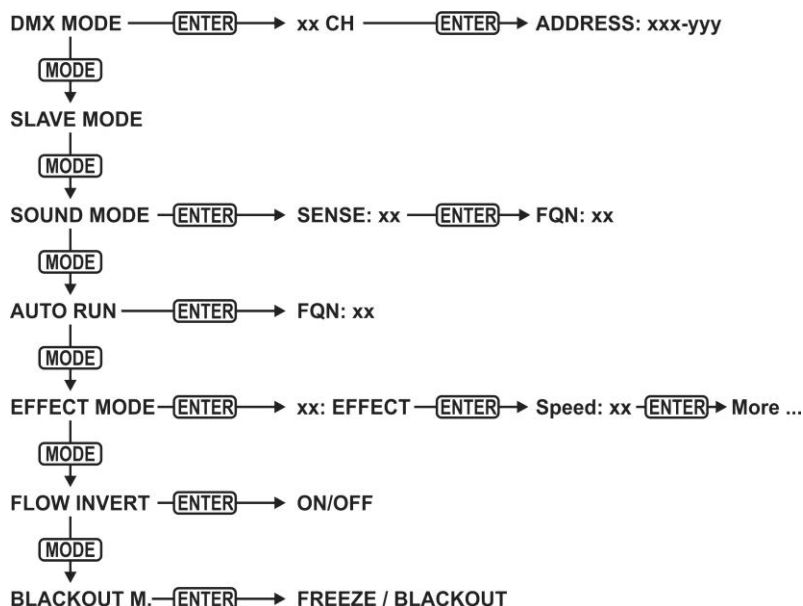 DMX MODE ENTER xx CH ENTER ADDRESS: xxx-yyy
MODE
SLAVE MODE
MODE
SOUND MODE ENTER SENSE: xx ENTER FQN: xx
MODE
AUTO RUN ENTER FQN: xx
MODE
EFFECT MODE ENTER xx: EFFECT ENTER Speed: xx ENTER More ...
MODE
FLOW INVERT ENTER ON/OFF
MODE
BLACKOUT M. ENTER FREEZE / BLACKOUT